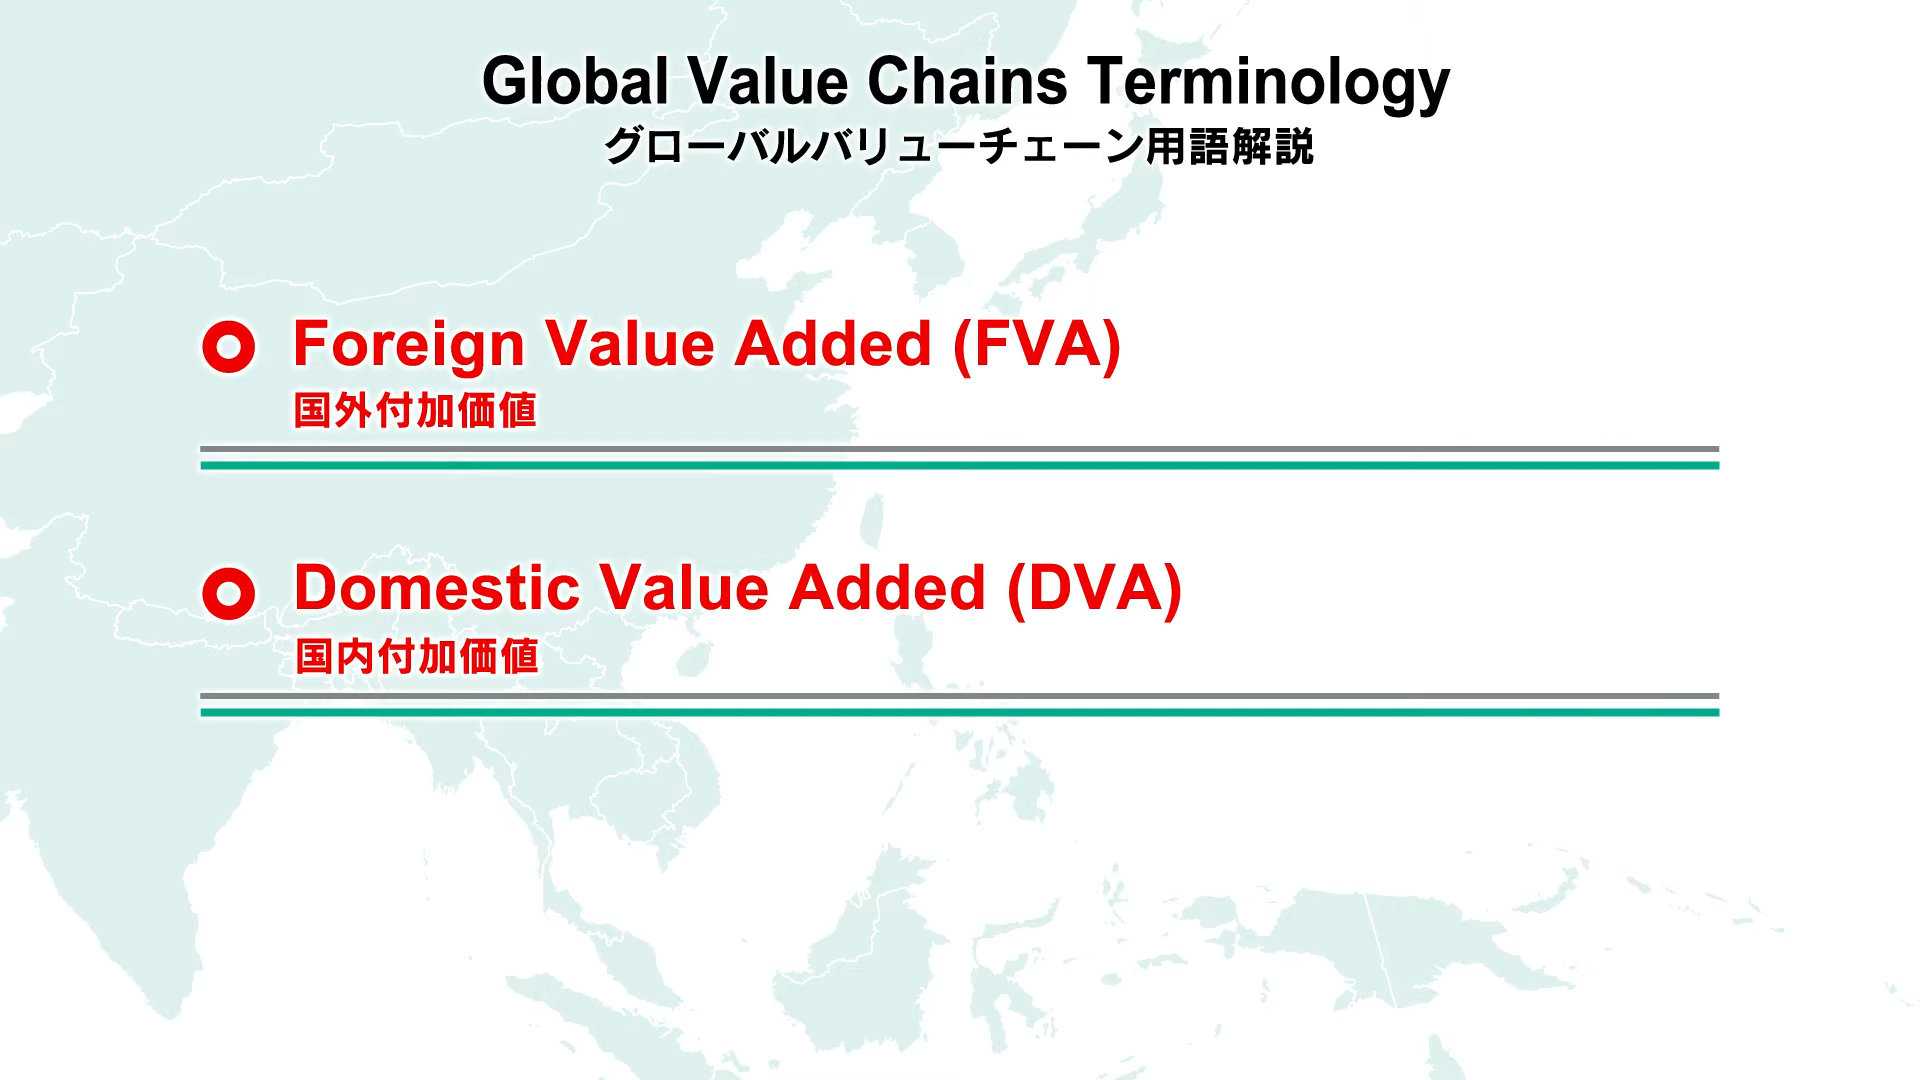 Global Value Chains Terminology
グローバルバリューチェーン用語解説
Foreign Value Added (FVA)
国外付加価値
Domestic Value Added (DVA)
国内付加価値